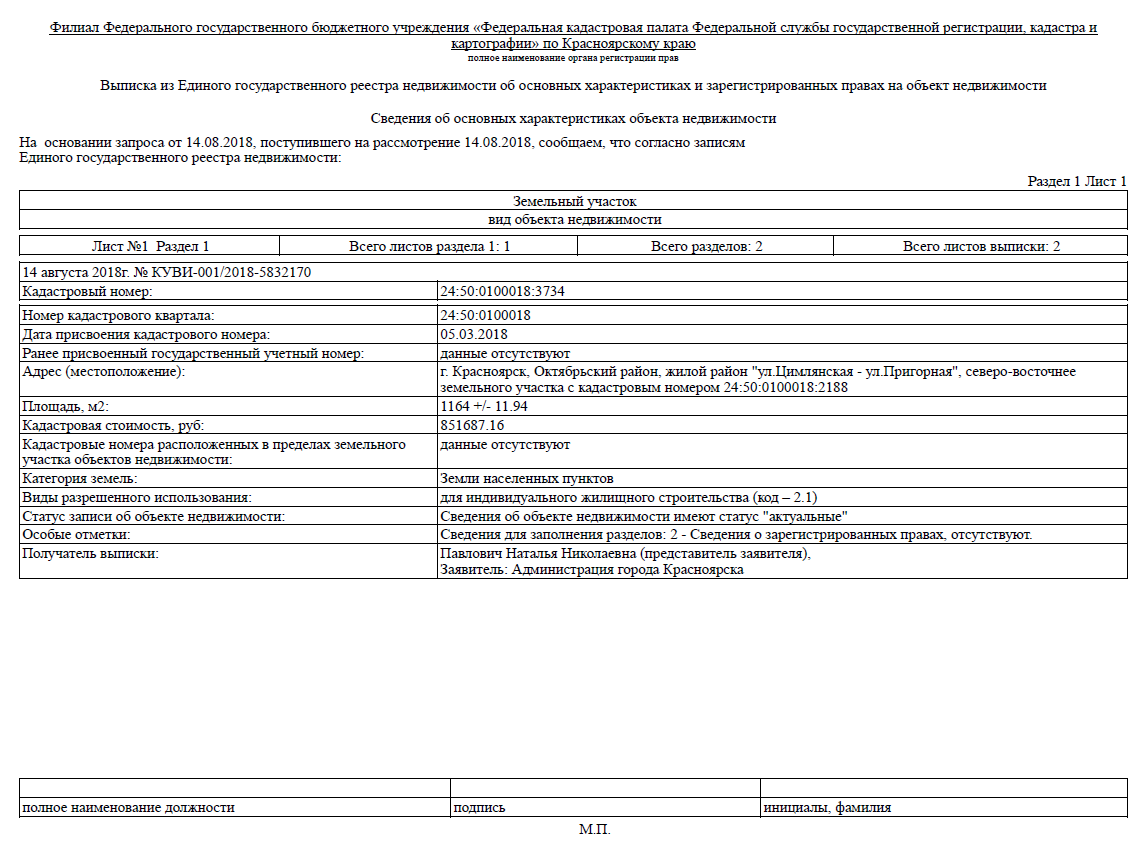 Филиал Федерального государственного бюджетного учреждения «Федеральная кадастровая палата Федеральной службы государственной регистрации, кадастра и
картографии» по Красноярскому краю
полное наименование органа регистрации прав
Выписка из Единого государственного реестра недвижимости об основных характеристиках и зарегистрированных правах на объект недвижимости
Сведения об основных характеристиках объекта недвижимости
На основании запроса от 14.08.2018, поступившего на рассмотрение 14.08.2018, сообщаем, что согласно записям
Единого государственного реестра недвижимости:
Раздел 1 Лист 1
Земельный участок
вид объекта недвижимости
Лист №1 Раздел 1 Всего листов раздела 1: 1 Всего разделов: 2 Всего листов выписки: 2
14 августа 2018г. № КУВИ-001/2018-5832170
Кадастровый номер: 24:50:0100018:3734
Номер кадастрового квартала: 24:50:0100018
Дата присвоения кадастрового номера: 05.03.2018
Ранее присвоенный государственный учетный номер: данные отсутствуют
Адрес (местоположение): г. Красноярск, Октябрьский район, жилой район "ул.Цимлянская - ул.Пригорная", северо-восточнее
земельного участка с кадастровым номером 24:50:0100018:2188
Площадь, м2: 1164 +/- 11.94
Кадастровая стоимость, руб: 851687.16
Кадастровые номера расположенных в пределах земельного данные отсутствуют
участка объектов недвижимости:
Категория земель: Земли населенных пунктов
Виды разрешенного использования: для индивидуального жилищного строительства (код – 2.1)
Статус записи об объекте недвижимости: Сведения об объекте недвижимости имеют статус "актуальные"
Особые отметки: Сведения для заполнения разделов: 2 - Сведения о зарегистрированных правах, отсутствуют.
Получатель выписки: Павлович Наталья Николаевна (представитель заявителя),
Заявитель: Администрация города Красноярска
полное наименование должности подпись инициалы, фамилия
М.П.